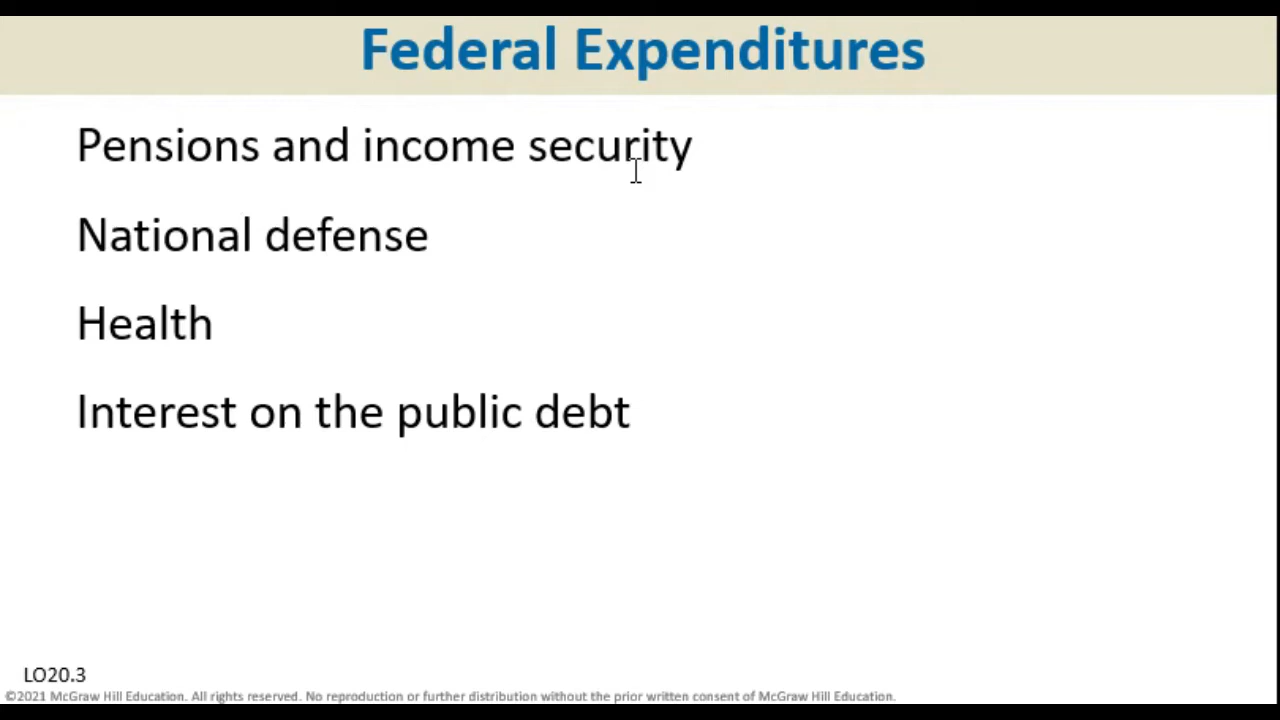 Federal Expenditures
Pensions and income security
National defense
Health
Interest on the public debt
LO20.3
©2021 McGraw Hill Education. All rights reserved. No reproduction or further distribution without the prior written consent of McGraw Hill Education.